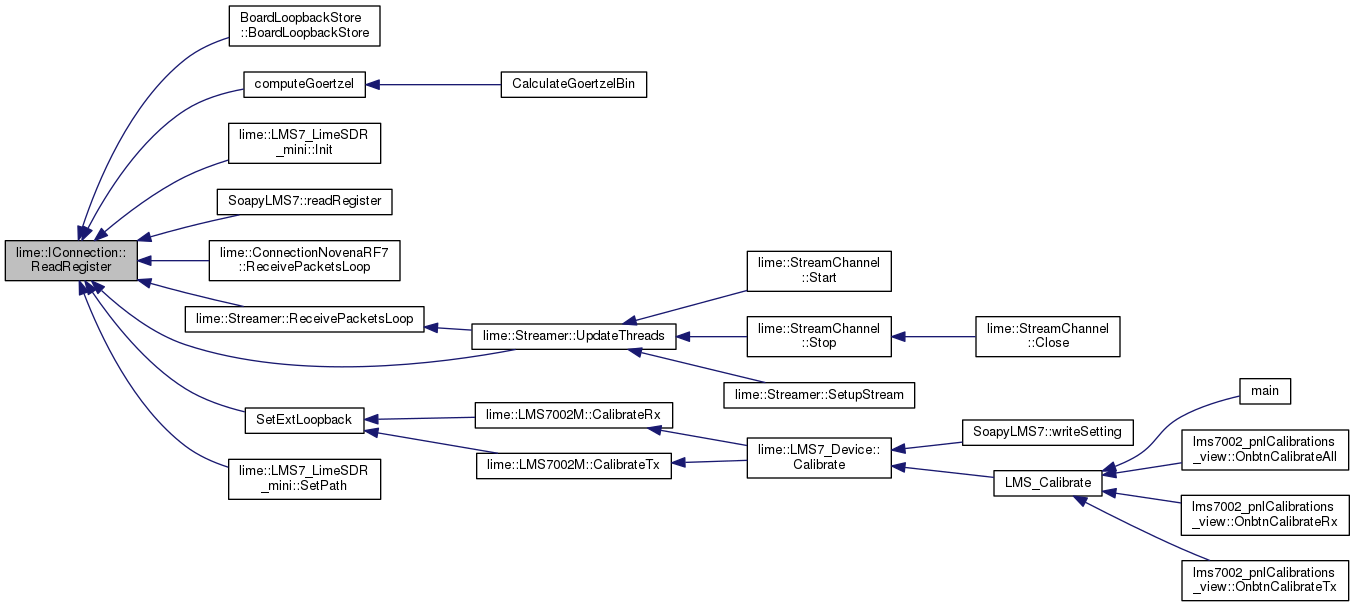 BoardLoopbackStore
::BoardLoopbackStore
computeGoertzel
CalculateGoertzelBin
lime::LMS7_LimeSDR
_mini::Init
SoapyLMS7::readRegister
lime::IConnection::
ReadRegister
lime::ConnectionNovenaRF7
::ReceivePacketsLoop
lime::Streamer::ReceivePacketsLoop
lime::Streamer::UpdateThreads
lime::StreamChannel
::Start
lime::StreamChannel
::Stop
lime::StreamChannel
::Close
lime::Streamer::SetupStream
SetExtLoopback
lime::LMS7002M::CalibrateRx
lime::LMS7002M::CalibrateTx
lime::LMS7_Device::
Calibrate
SoapyLMS7::writeSetting
LMS_Calibrate
main
lms7002_pnlCalibrations
_view::OnbtnCalibrateAll
lms7002_pnlCalibrations
_view::OnbtnCalibrateRx
lms7002_pnlCalibrations
_view::OnbtnCalibrateTx
lime::LMS7_LimeSDR
_mini::SetPath